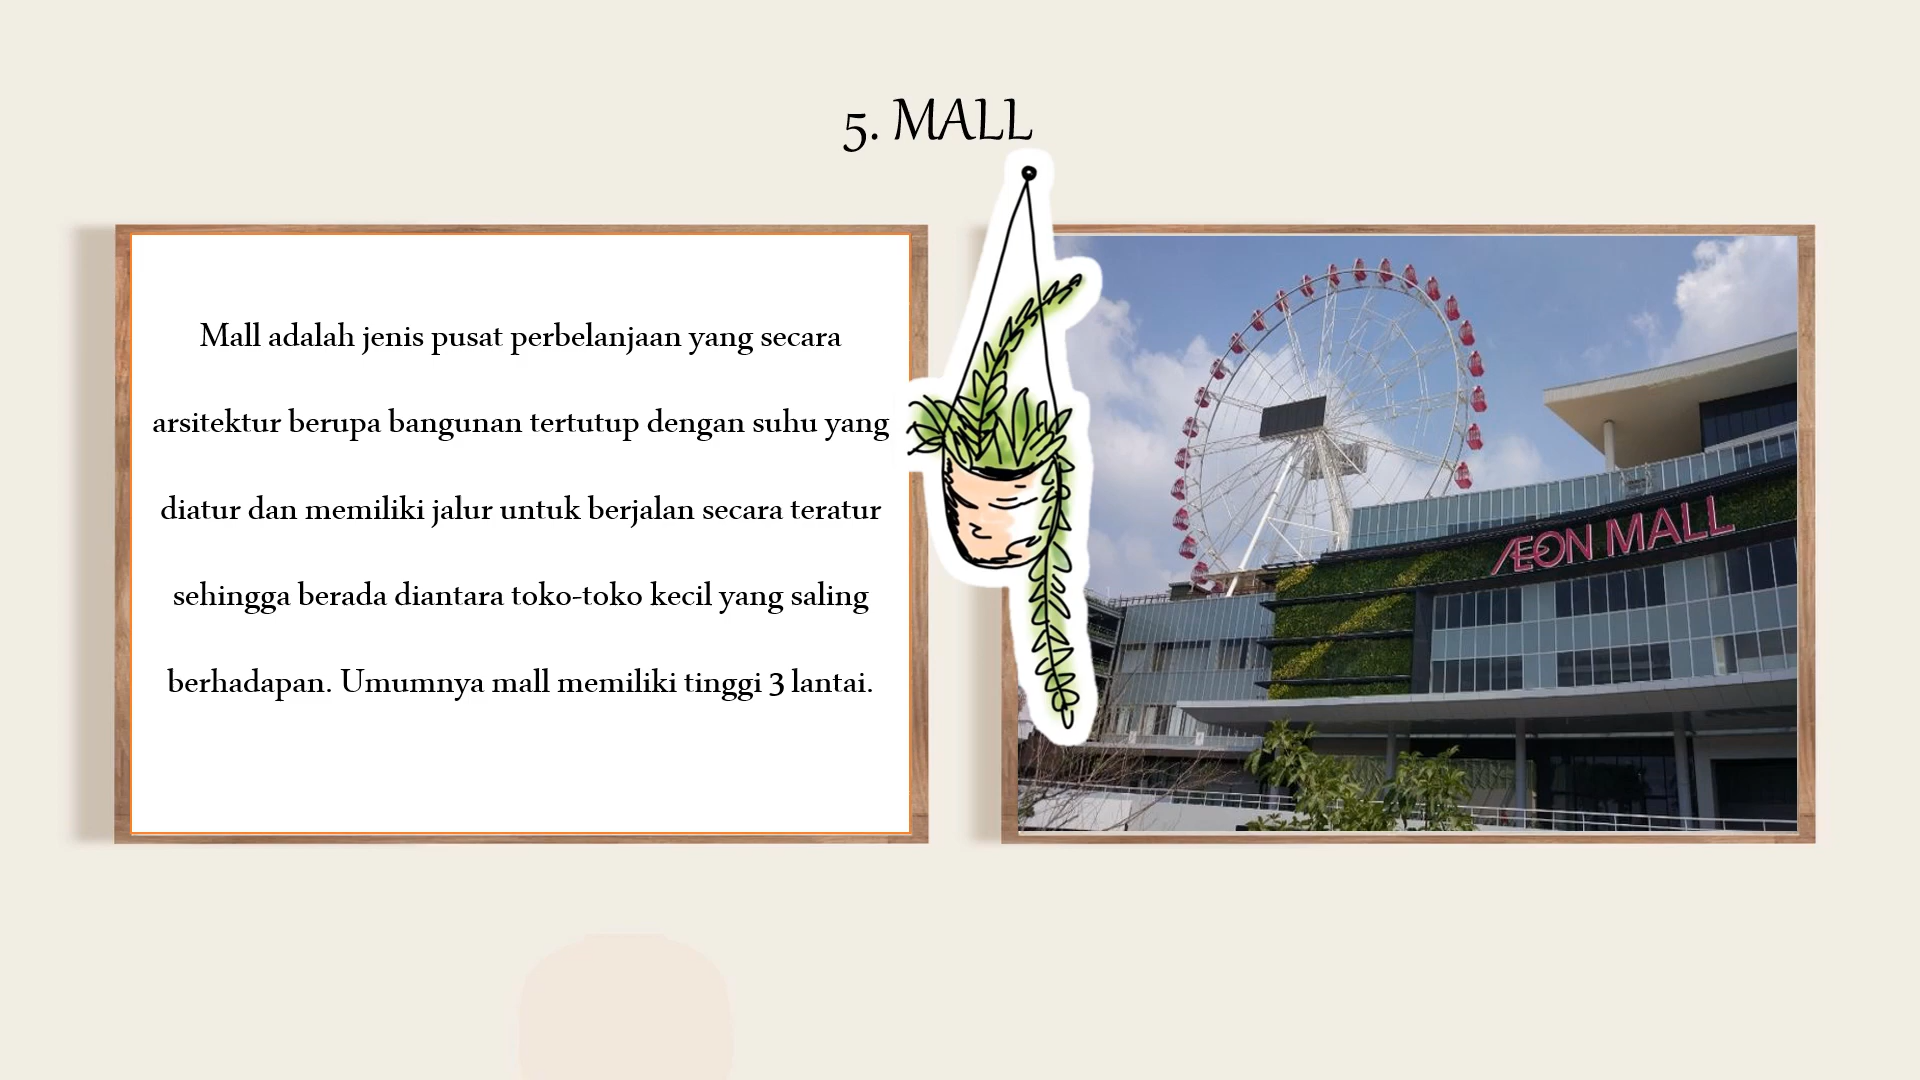 5. MALL
Mall adalah jenis pusat perbelanjaan yang secara
arsitektur berupa bangunan tertutup dengan suhu yang
diatur dan memiliki jalur untuk berjalan secara teratur
sehingga berada diantara toko-toko kecil yang saling
berhadapan. Umumnya mall memiliki tinggi 3 lantai.
ÆON MALL